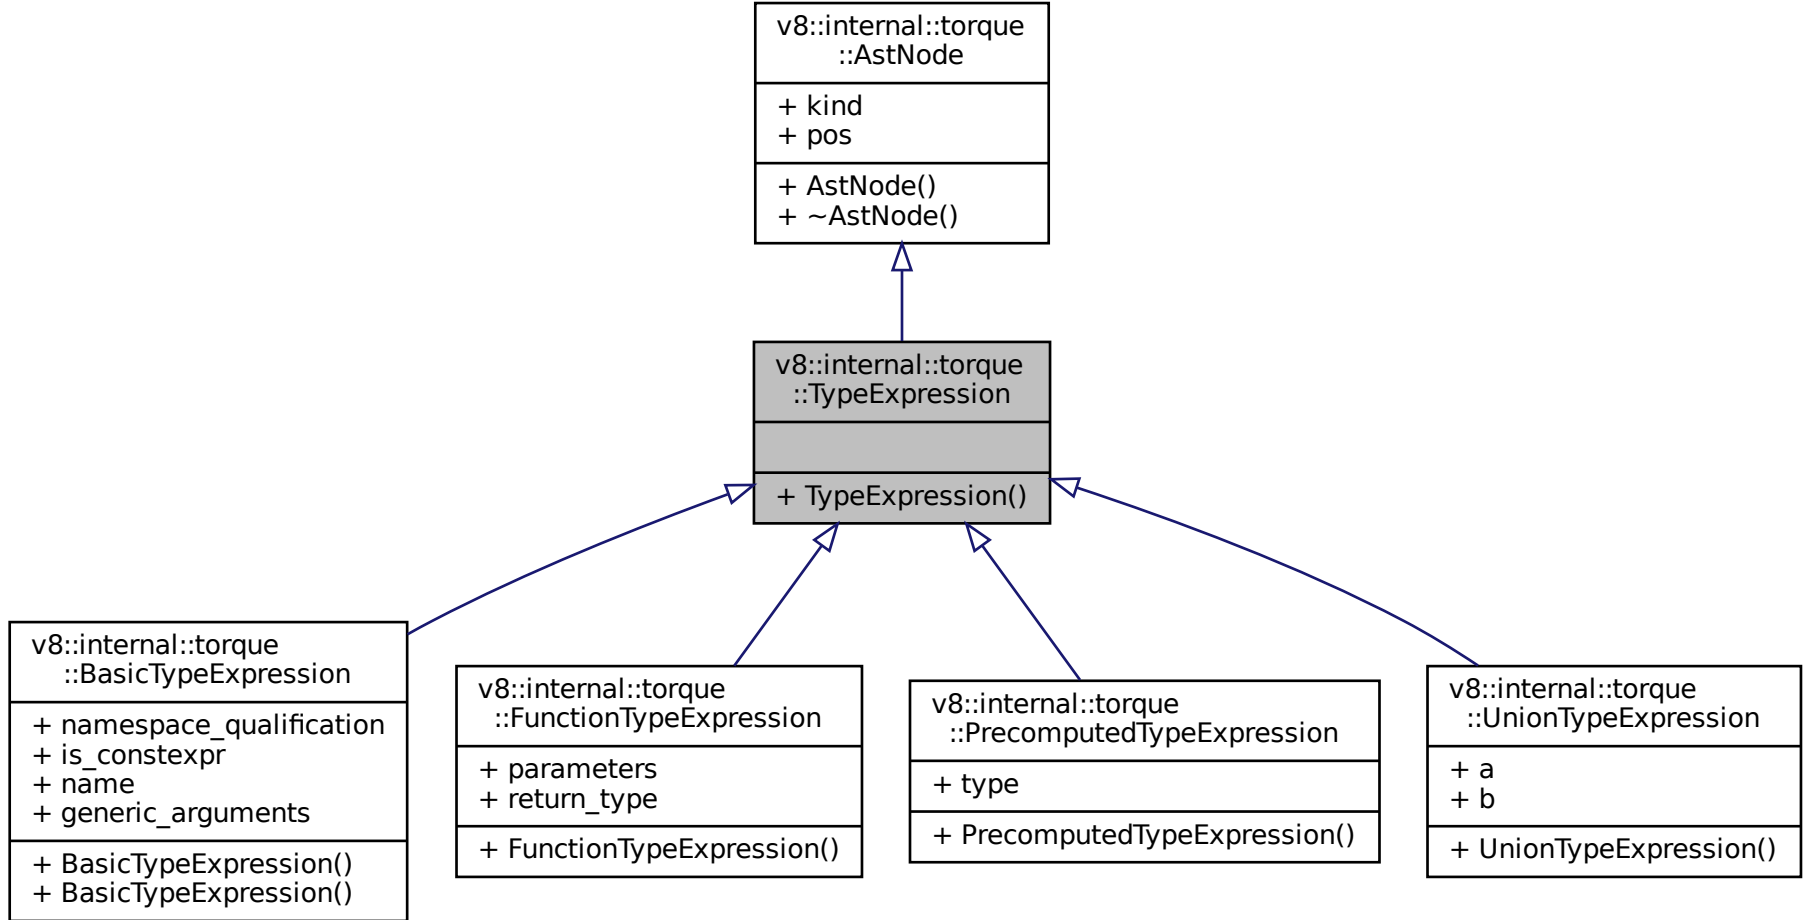 v8::internal::torque
::AstNode
+ kind
+ pos
+ AstNode()
+ ~AstNode()
v8::internal::torque
::TypeExpression
+ TypeExpression()
v8::internal::torque
::BasicTypeExpression
+ namespace_qualification
+ is_constexpr
+ name
+ generic_arguments
+ BasicTypeExpression()
+ BasicTypeExpression()
v8::internal::torque
::FunctionTypeExpression
+ parameters
+ return_type
+ FunctionTypeExpression()
v8::internal::torque
::PrecomputedTypeExpression
+ type
+ PrecomputedTypeExpression()
v8::internal::torque
::UnionTypeExpression
+ a
+ b
+ UnionTypeExpression()